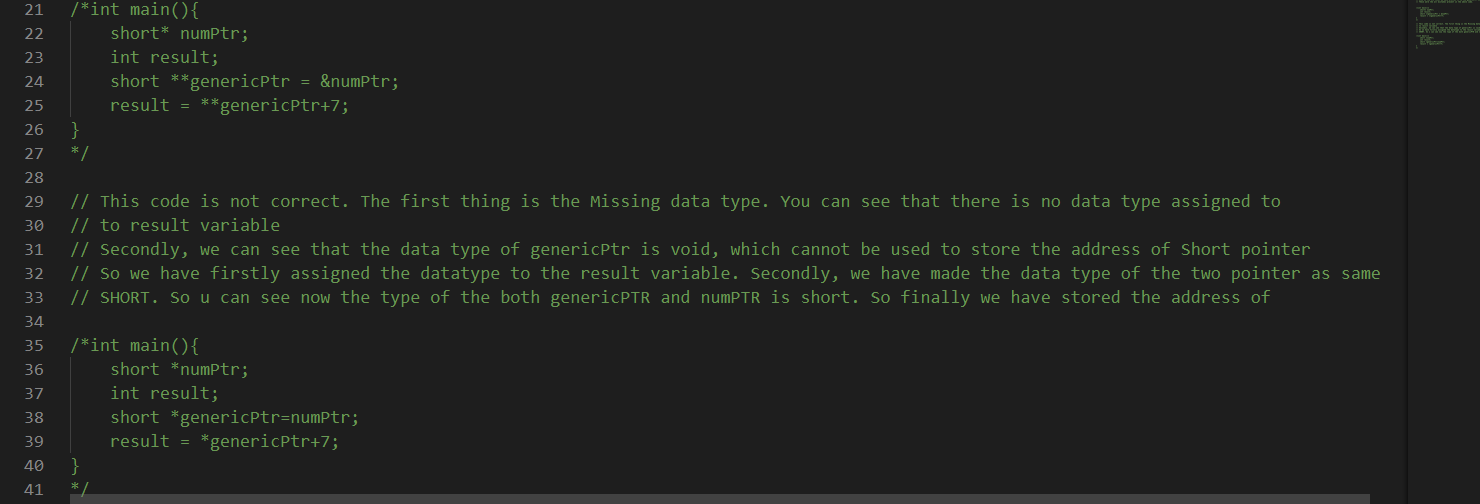 21 /*int main(){
22     short* numPtr;
23     int result;
24     short **genericPtr = &numPtr;
25     result = **genericPtr+7;
26 }
27 */
28
29 // This code is not correct. The first thing is the Missing data type. You can see that there is no data type assigned to
30 // to result variable
31 // Secondly, we can see that the data type of genericPtr is void, which cannot be used to store the address of Short pointer
32 // So we have firstly assigned the datatype to the result variable. Secondly, we have made the data type of the two pointer as same
33 // SHORT. So u can see now the type of the both genericPTR and numPTR is short. So finally we have stored the address of
34
35 /*int main(){
36     short *numPtr;
37     int result;
38     short *genericPtr=numPtr;
39     result = *genericPtr+7;
40 }
41 */